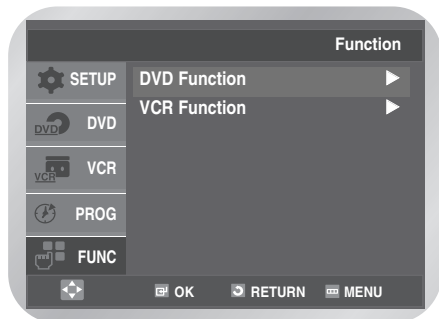 Function
SETUP
DVD Function
VCR Function
DVD DVD
VCR VCR
PROG
FUNC
OK RETURN MENU